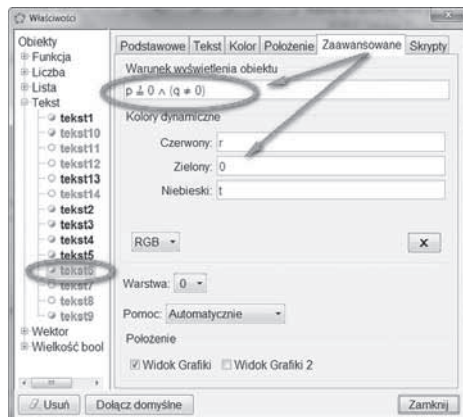 Właściwości
Obiekty
Funkcja
Liczba
Lista
Tekst
tekst1
tekst10
tekst11
tekst12
tekst13
tekst14
tekst2
tekst3
tekst4
tekst5
tekst6
tekst7
tekst8
tekst9
Wektor
Wielkość bool
Podstawowe Tekst Kolor Położenie Zaawansowane Skrypty
Warunek wyświetlenia obiektu
p ≟ 0 ∧ (q ≠ 0)
Kolory dynamiczne
Czerwony: r
Zielony: 0
Niebieski: t
RGB
x
Warstwa: 0
Pomoc: Automatycznie
Położenie
Widok Grafiki Widok Grafiki 2
Usuń Dołącz domyślne Zamknij